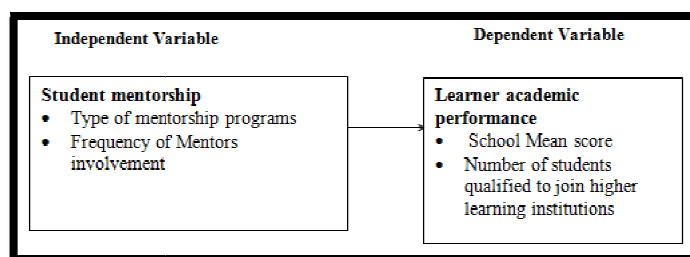 Independent Variable
Dependent Variable
Student mentorship
• Type of mentorship programs
• Frequency of Mentors
involvement
Learner academic
performance
• School Mean score
• Number of students
qualified to join higher
learning institutions